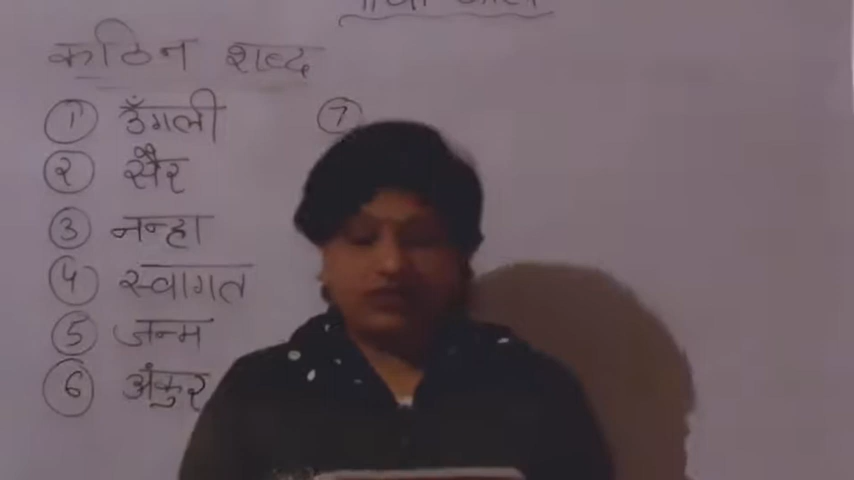 कठिन शब्द
① उँगली
② सैर
③ नन्हा
④ स्वागत
⑤ जन्म
⑥ अंकुर
⑦